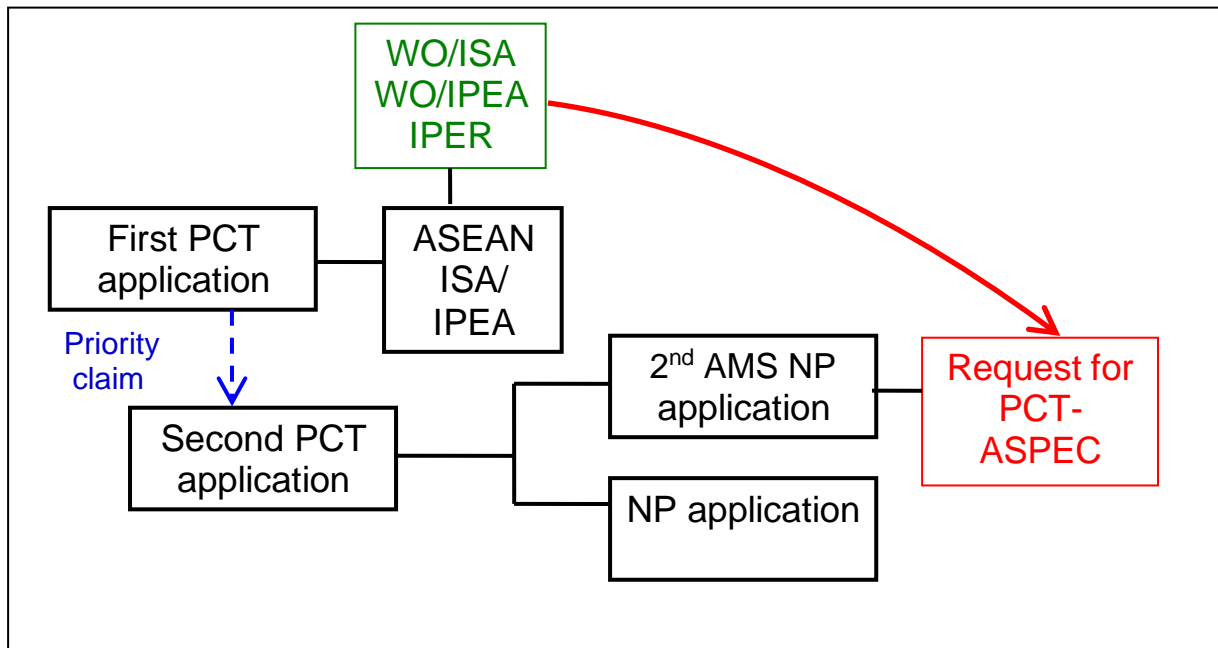 WO/ISA
WO/IPEA
IPER
First PCT
application
ASEAN
ISA/
IPEA
Priority
claim
Second PCT
application
2nd AMS NP
application
Request for
PCT-
ASPEC
NP application